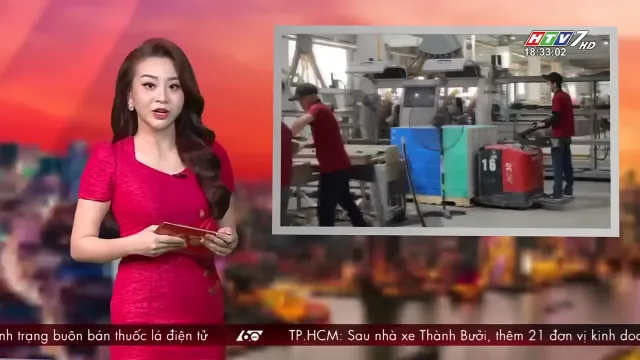 HTV7 HD
18:33:02
16
nh trạng buôn bán thuốc lá điện tử
60 TP.HCM: Sau nhà xe Thành Bưởi, thêm 21 đơn vị kinh doa